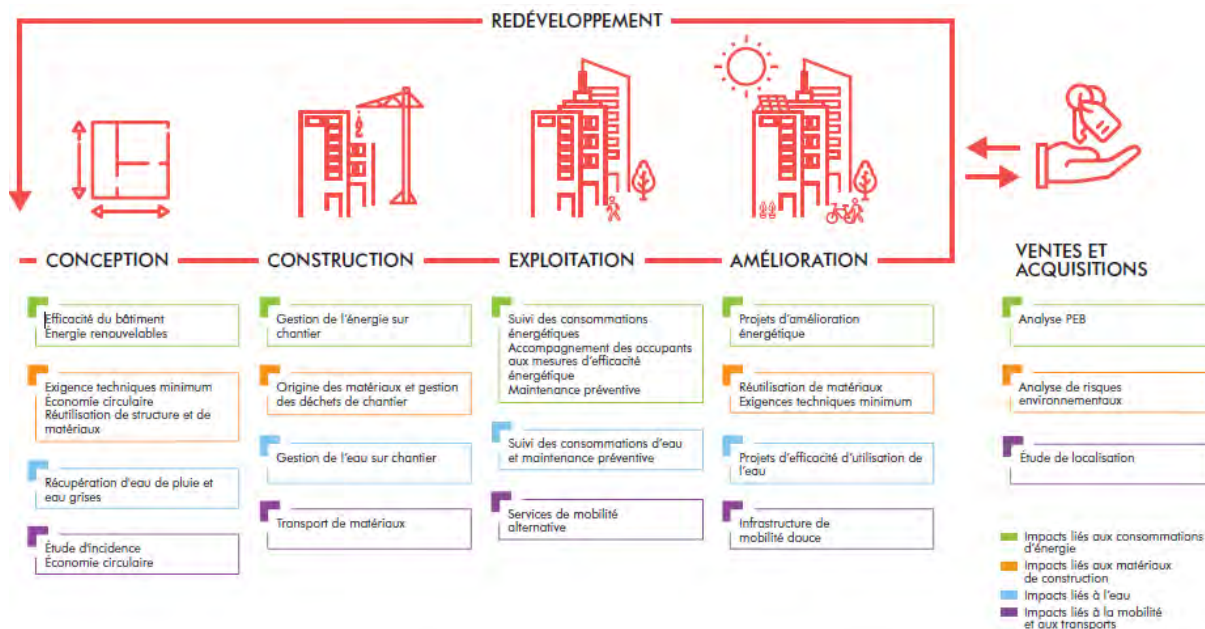 REDÉVELOPPEMENT
CONCEPTION
Efficacité du bâtiment
Énergie renouvelables
Exigence techniques minimum
Économie circulaire
Réutilisation de structure et de
matériaux
Récupération d'eau de pluie et
eau grises
Étude d'incidence
Économie circulaire
CONSTRUCTION
Gestion de l'énergie sur
chantier
Origine des matériaux et gestion
des déchets de chantier
Gestion de l'eau sur chantier
Transport de matériaux
EXPLOITATION
Suivi des consommations
énergétiques
Accompagnement des occupants
aux mesures d'efficacité
énergétique
Maintenance préventive
Suivi des consommations d'eau
et maintenance préventive
Services de mobilité
alternative
AMÉLIORATION
Projets d'amélioration
énergétique
Réutilisation de matériaux
Exigences techniques minimum
Projets d'efficacité d'utilisation de
l'eau
Infrastructure de
mobilité douce
VENTES ET
ACQUISITIONS
Analyse PEB
Analyse de risques
environnementaux
Étude de localisation
Impacts liés aux consommations
d'énergie
Impacts liés aux matériaux
de construction
Impacts liés à l'eau
Impacts liés à la mobilité
et aux transports